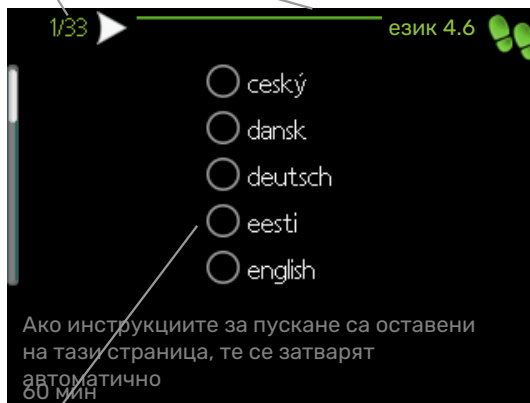 1/33
език 4.6
ceský
dansk
deutsch
eesti
english
Ако инструкциите за пускане са оставени
на тази страница, те се затварят
автоматично
60 мин